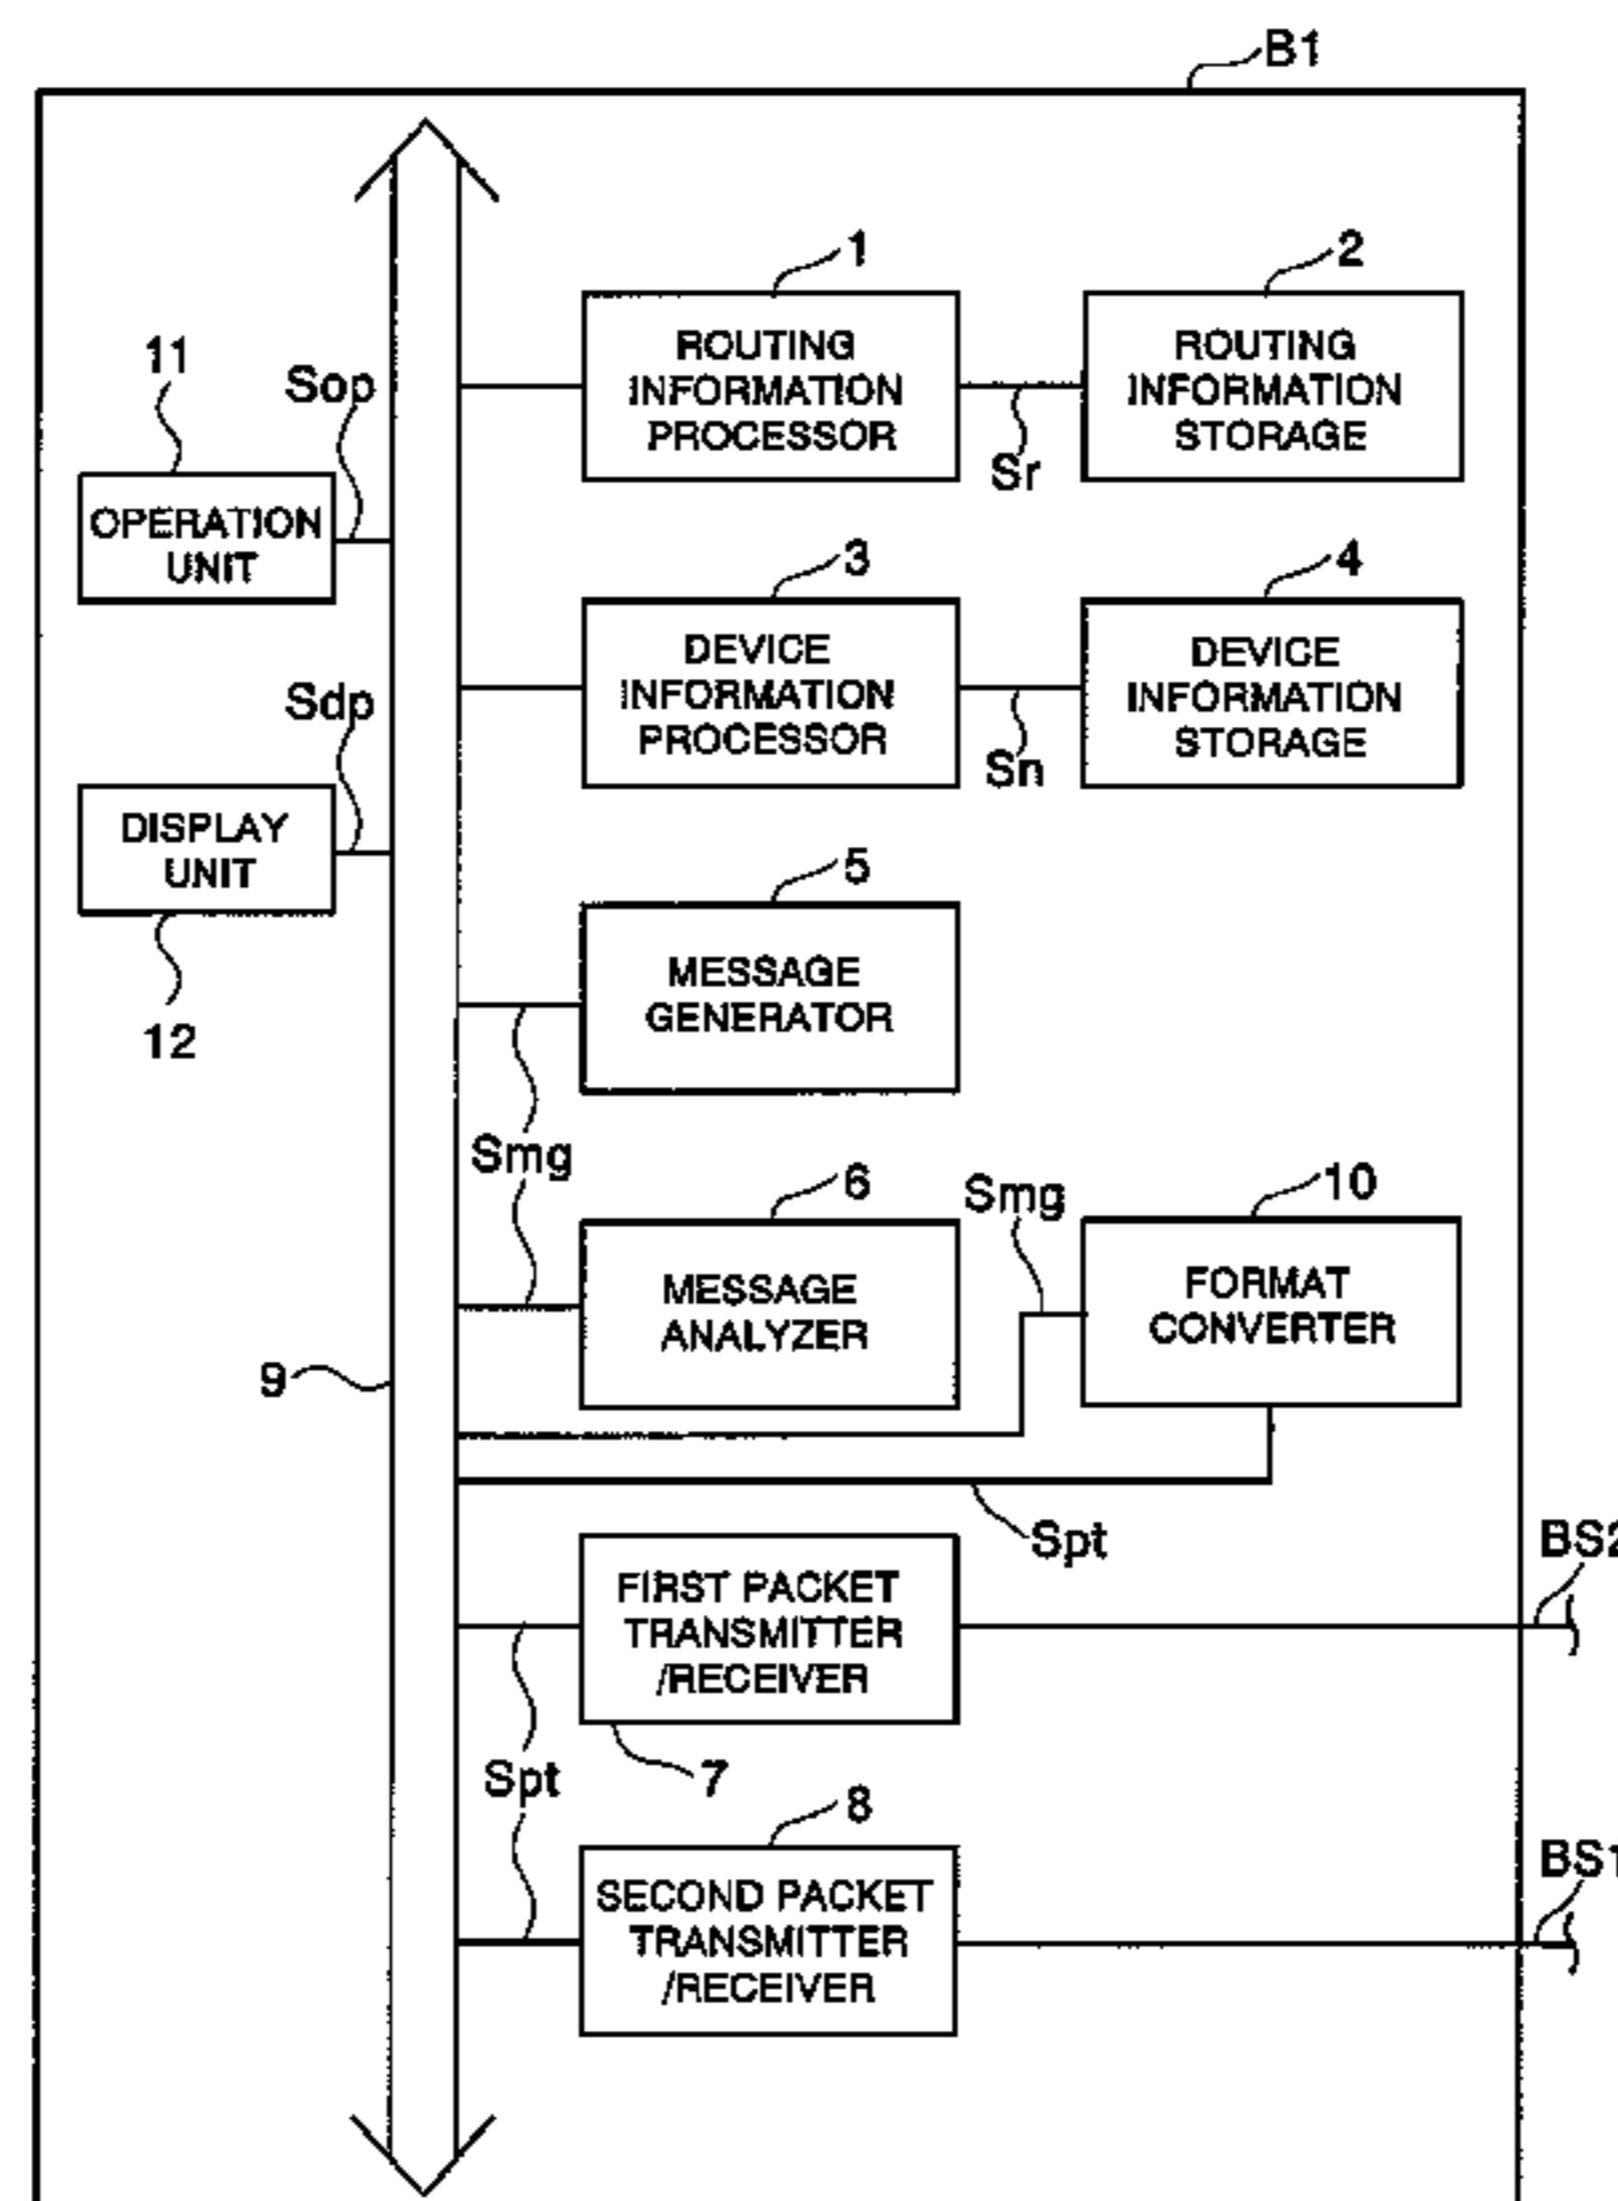 B1
1
2
ROUTING
INFORMATION
PROCESSOR
ROUTING
INFORMATION
STORAGE
Sr
11
Sop
OPERATION
UNIT
3
4
DEVICE
INFORMATION
PROCESSOR
DEVICE
INFORMATION
STORAGE
Sn
Sdp
DISPLAY
UNIT
12
5
MESSAGE
GENERATOR
Smg
6
MESSAGE
ANALYZER
Smg
10
FORMAT
CONVERTER
9
Spt
BS2
FIRST PACKET
TRANSMITTER
/RECEIVER
7
Spt
8
BS1
SECOND PACKET
TRANSMITTER
/RECEIVER